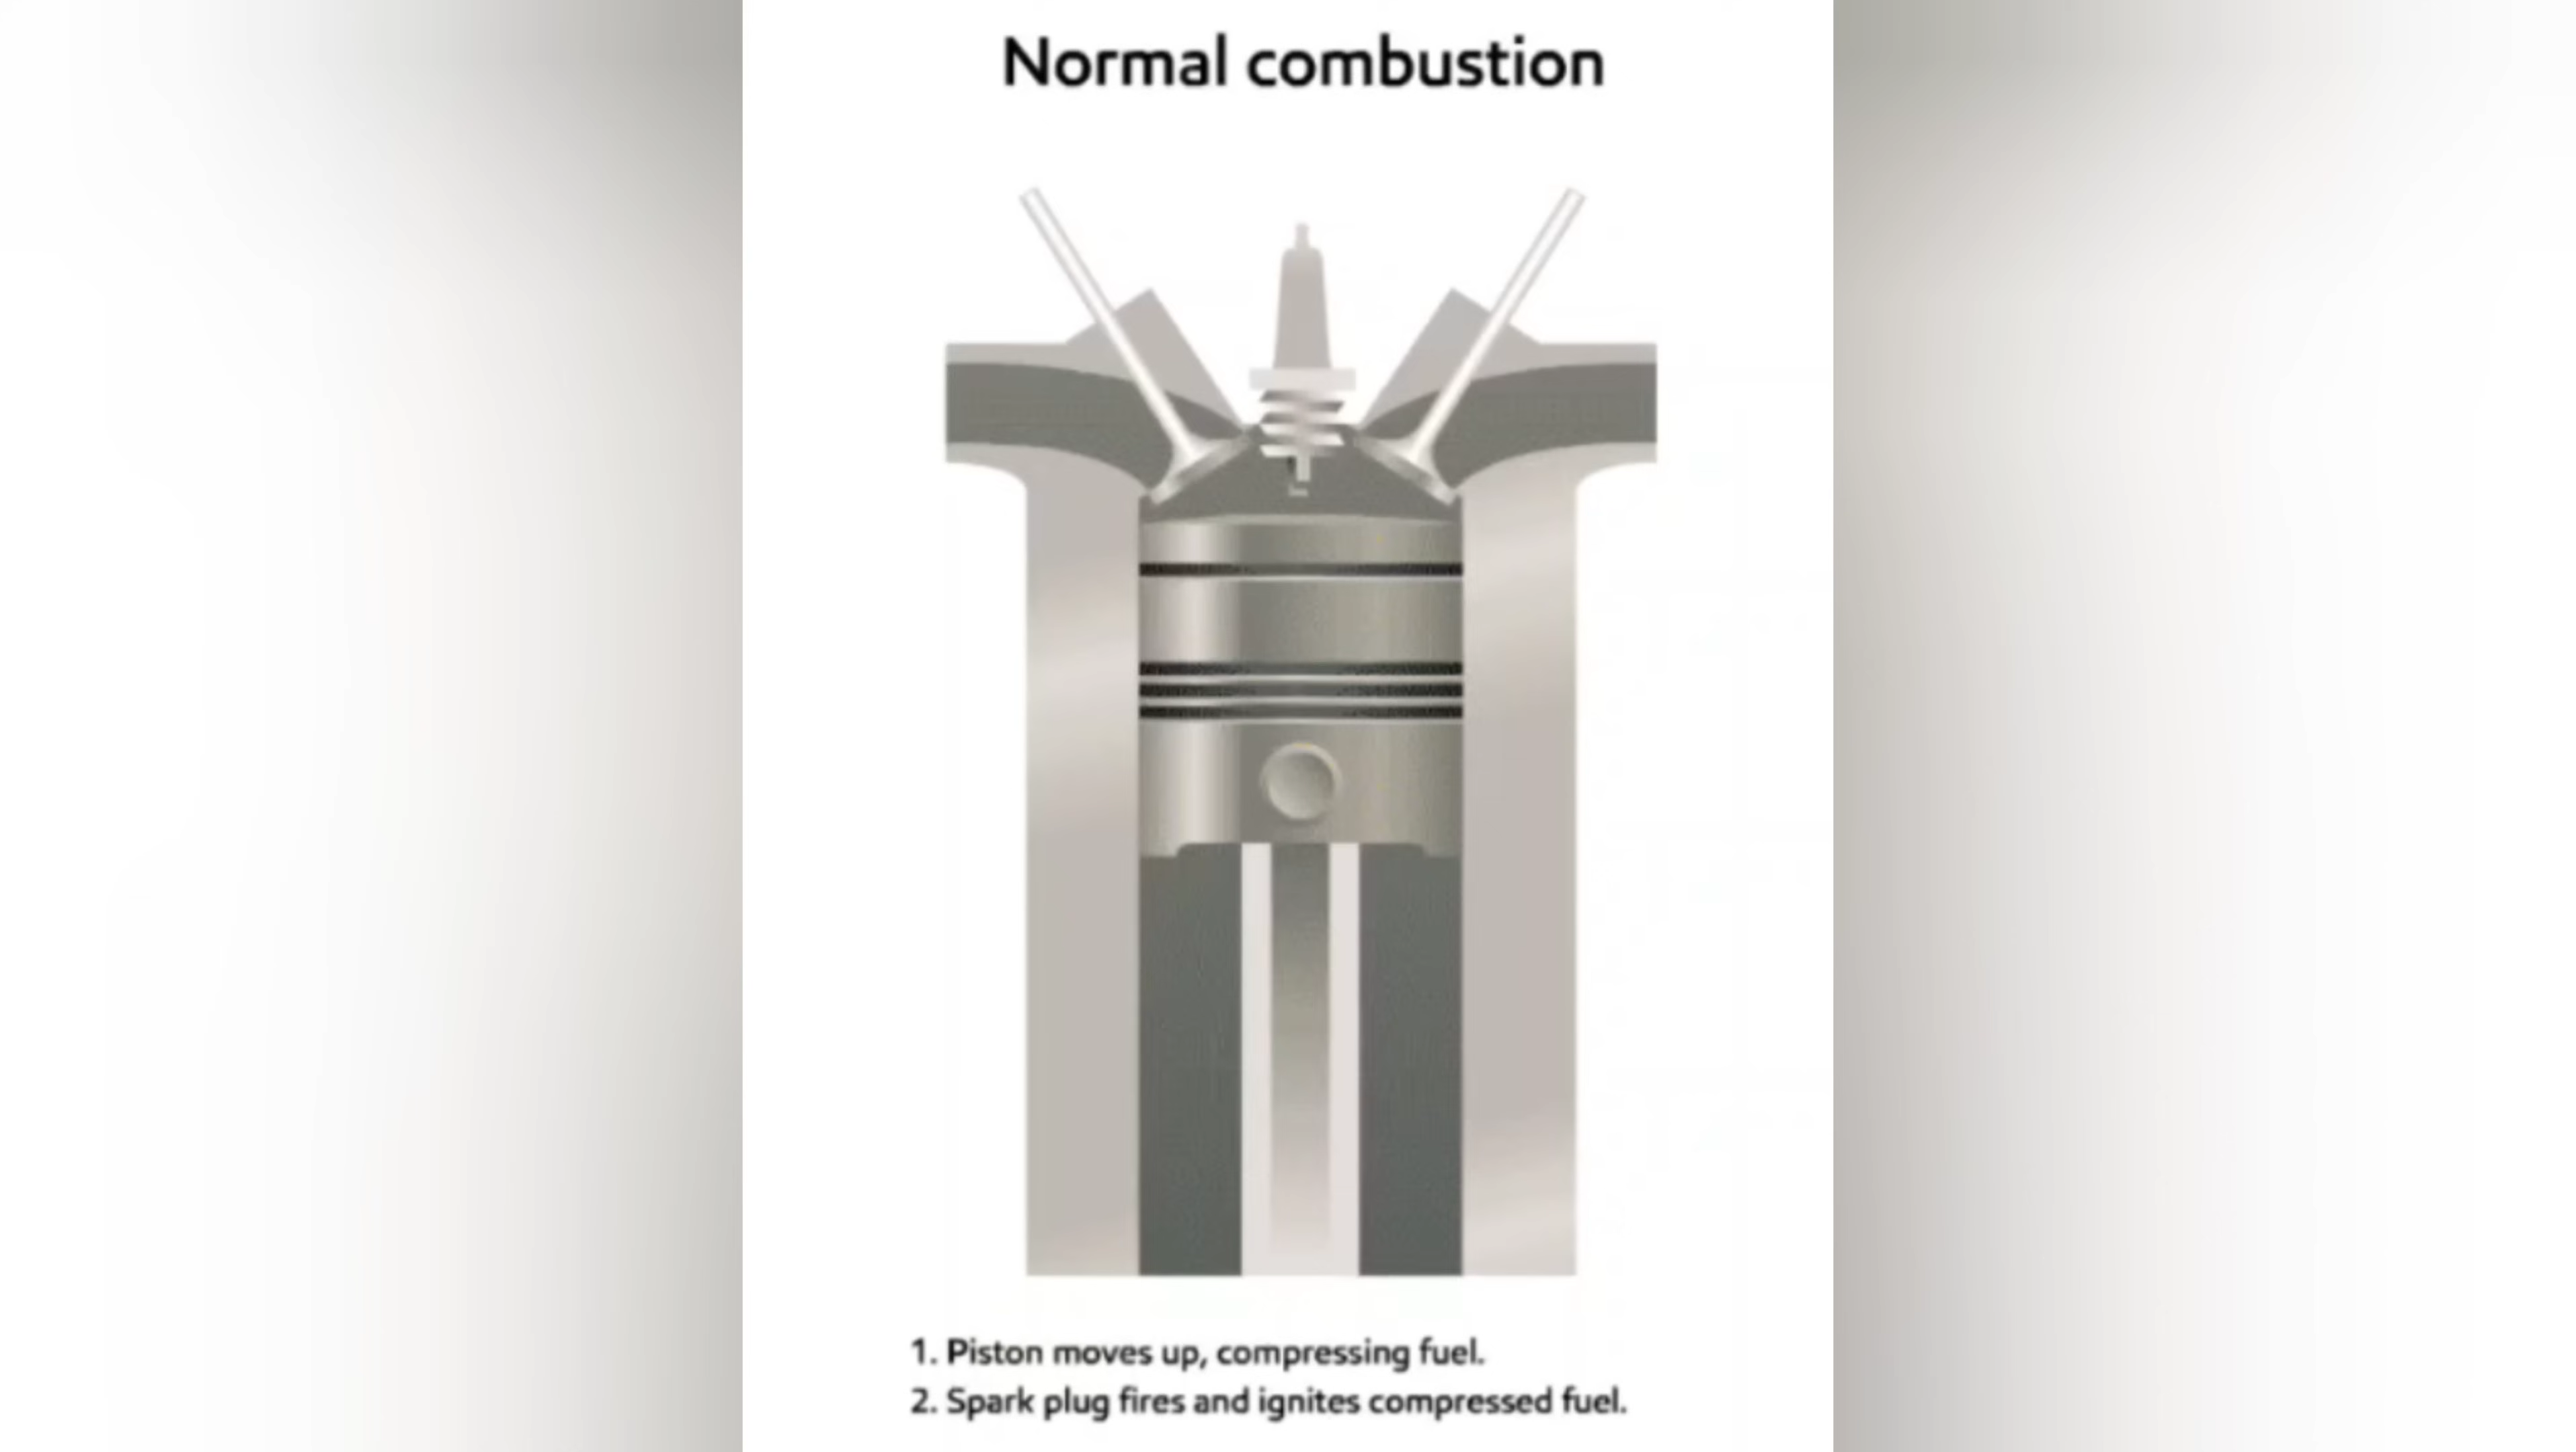 Normal combustion
1. Piston moves up, compressing fuel.
2. Spark plug fires and ignites compressed fuel.